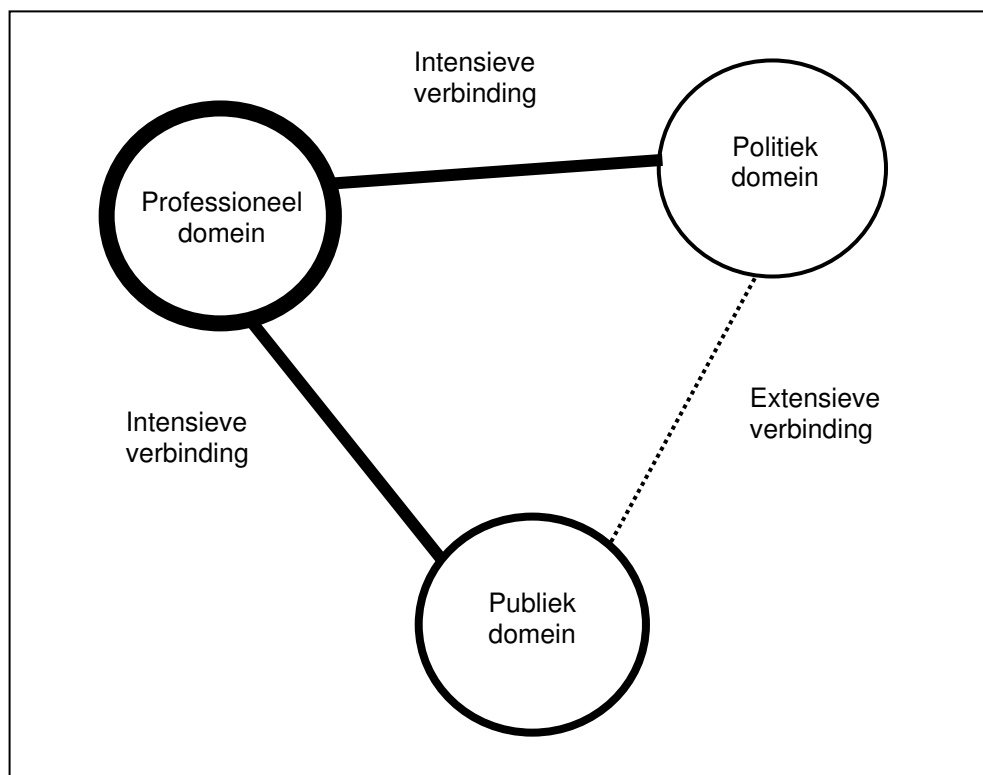 Intensieve
verbinding
Politiek
domein
Professioneel
domein
Extensieve
verbinding
Intensieve
verbinding
Publiek
domein